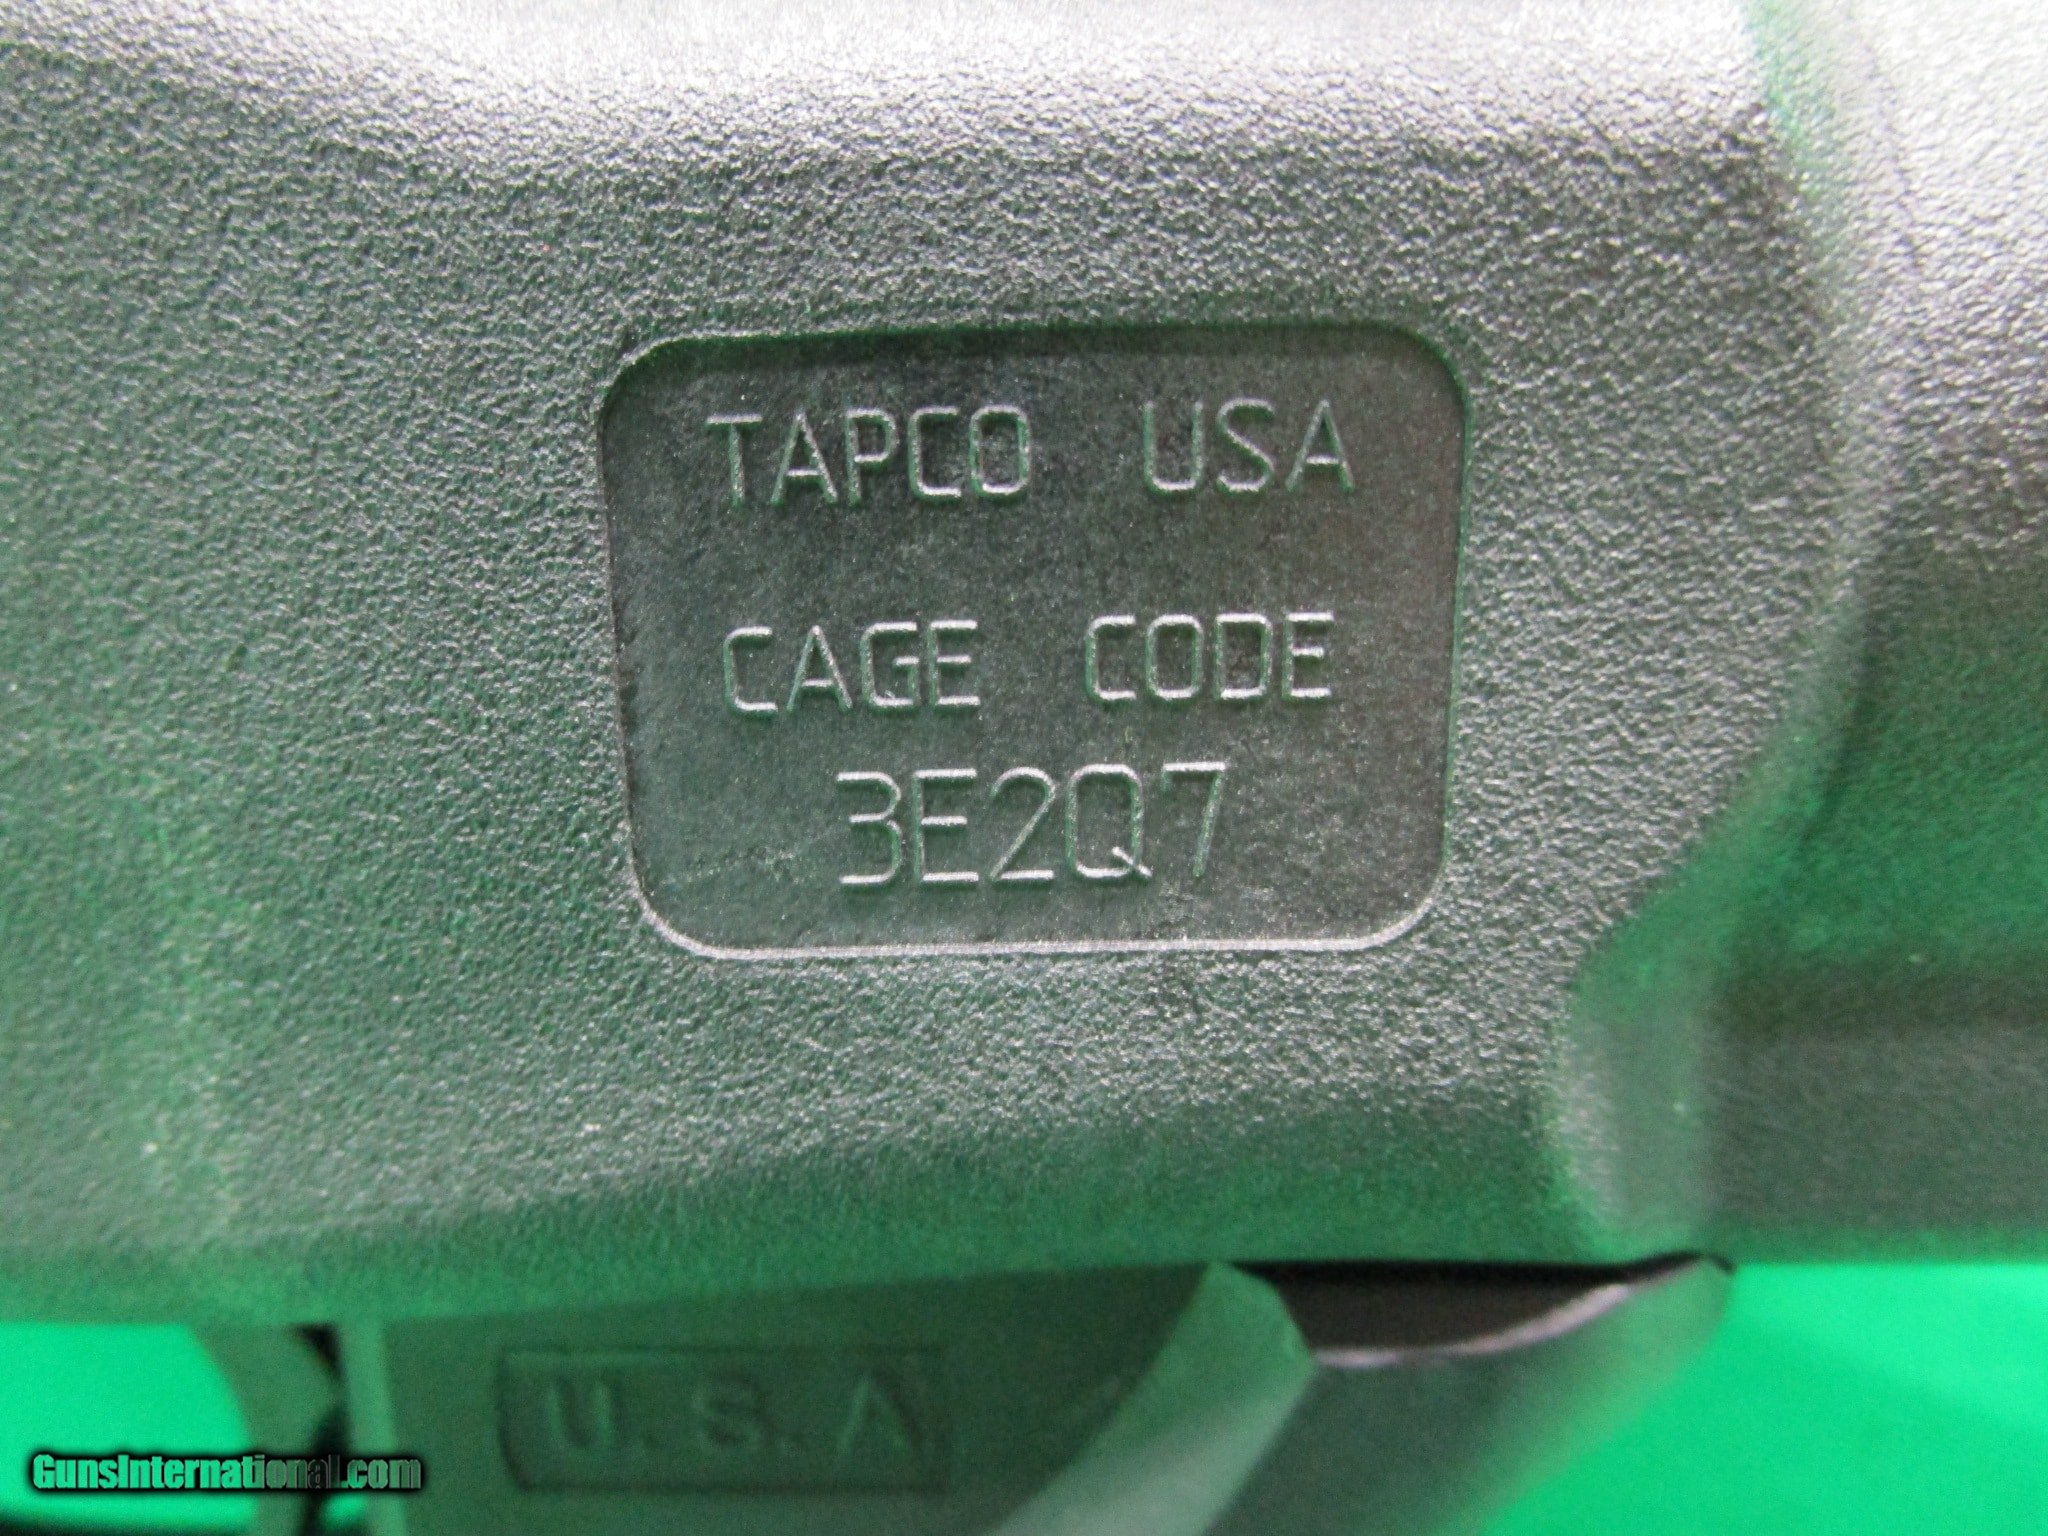 TAPCO USA
CAGE CODE
3E2Q7
U.S.A
GunsInternational.com